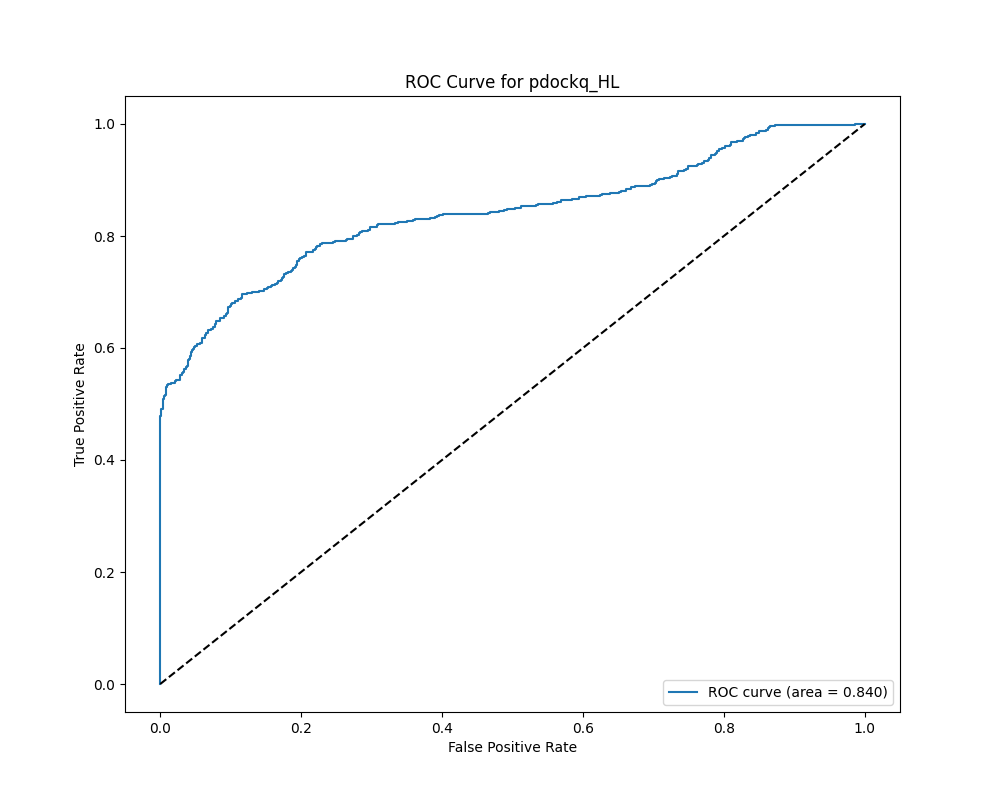 ROC Curve for pdockq_HL
1.0
0.8
0.6
0.4
0.2
0.0
True Positive Rate
0.0 0.2 0.4 0.6 0.8 1.0
False Positive Rate
ROC curve (area = 0.840)